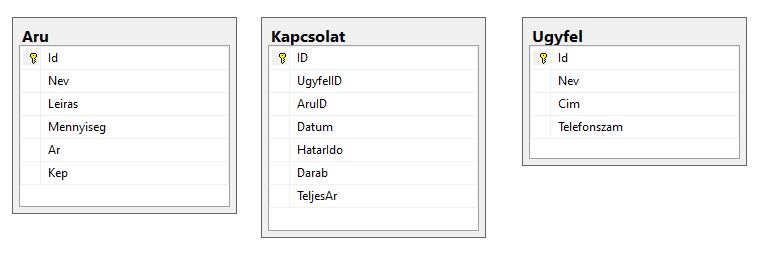 Aru
Id
Nev
Leiras
Mennyiseg
Ar
Kep
Kapcsolat
ID
UgyfelID
AruID
Datum
HatarIdo
Darab
TeljesAr
Ugyfel
Id
Nev
Cim
Telefonszam